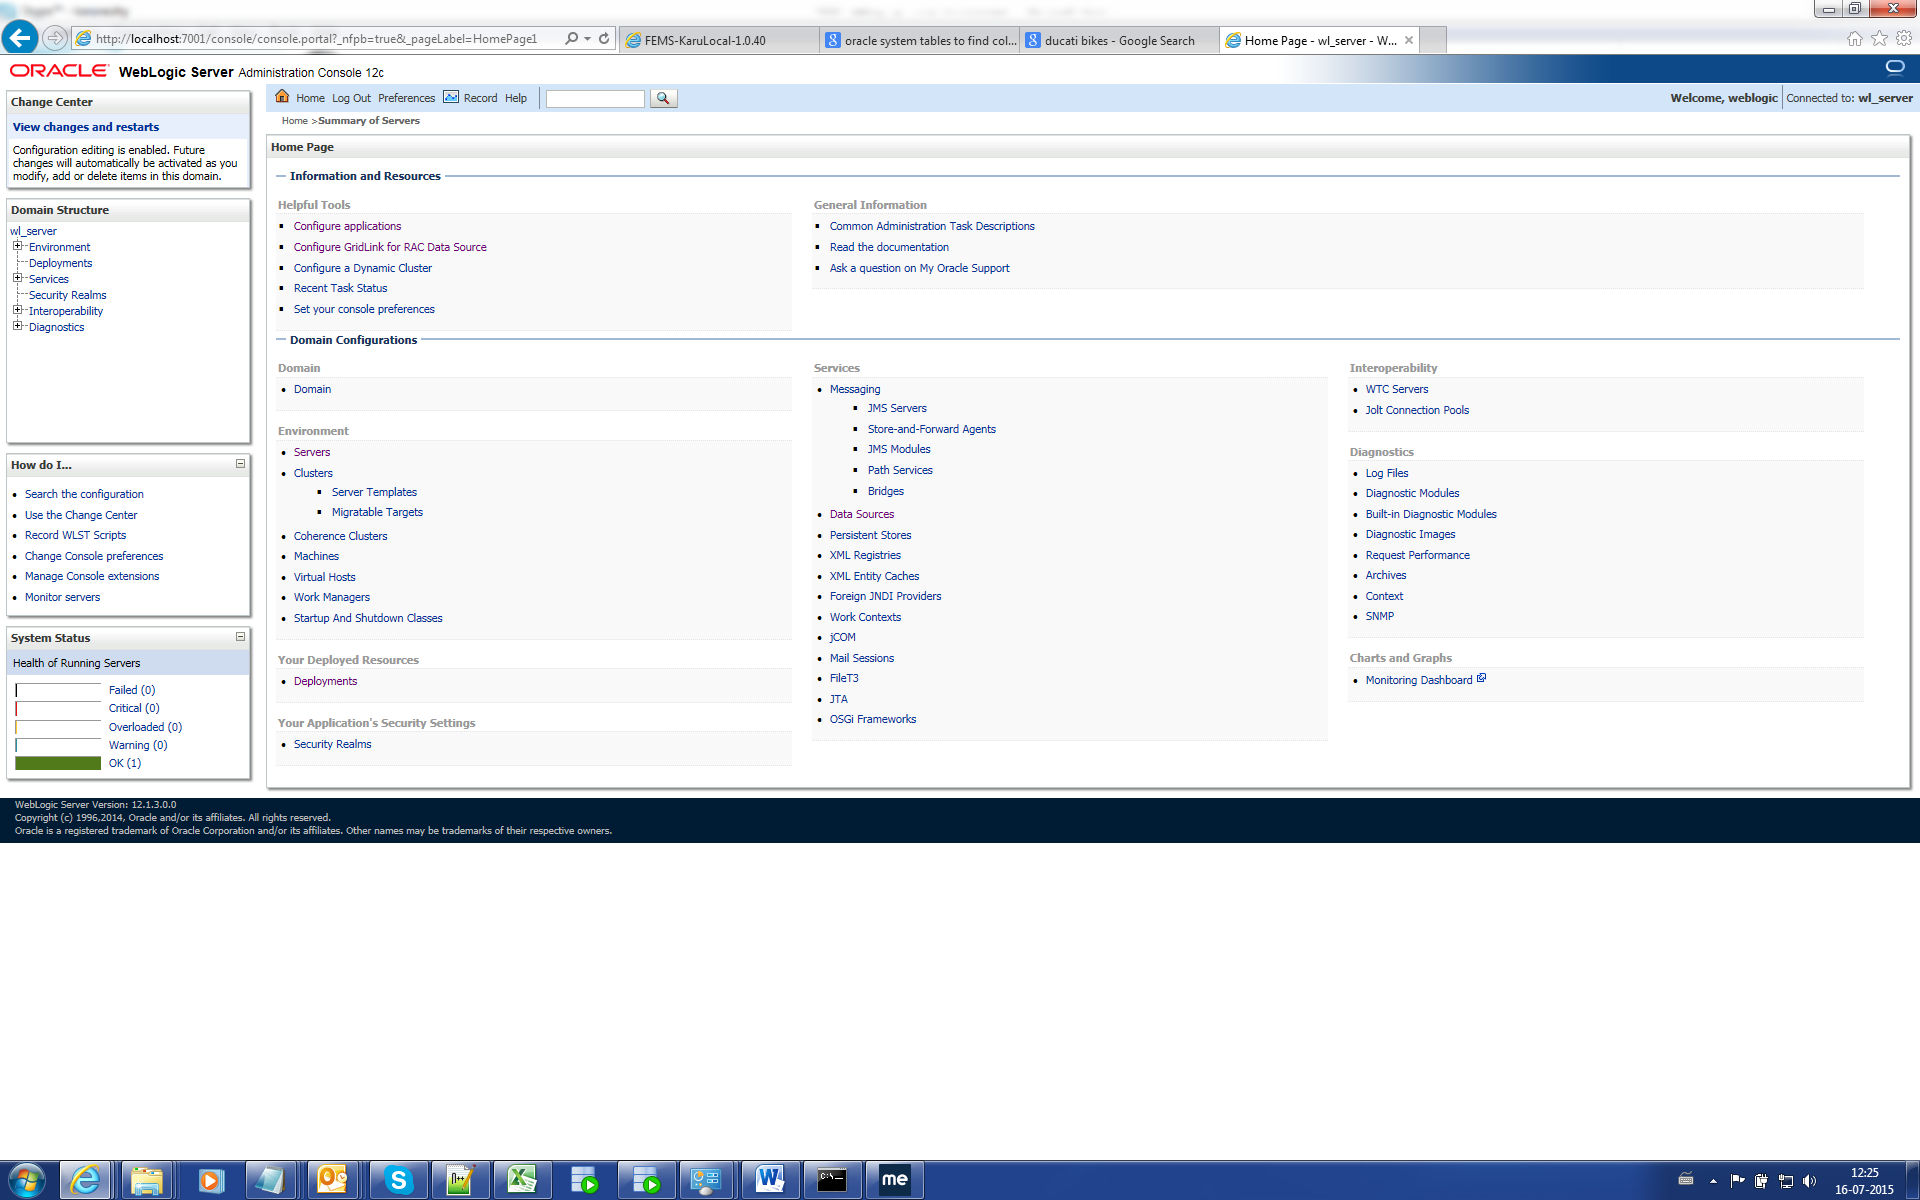 http://localhost:7001/console/console.portal?_nfpb=true&_pageLabel=HomePage1
FEMS-KaruLocal-1.0.40
oracle system tables to find col...
ducati bikes - Google Search
Home Page - wl_server - W...
ORACLE WebLogic Server Administration Console 12c
Change Center
View changes and restarts
Configuration editing is enabled. Future
changes will automatically be activated as you
modify, add or delete items in this domain.
Domain Structure
wl_server
Environment
Deployments
Services
Security Realms
Interoperability
Diagnostics
How do I...
Search the configuration
Use the Change Center
Record WLST Scripts
Change Console preferences
Manage Console extensions
Monitor servers
System Status
Health of Running Servers
Failed (0)
Critical (0)
Overloaded (0)
Warning (0)
OK (1)
Home Log Out Preferences Record Help
Welcome, weblogic Connected to: wl_server
Home >Summary of Servers
Home Page
Information and Resources
Helpful Tools
Configure applications
Configure GridLink for RAC Data Source
Configure a Dynamic Cluster
Recent Task Status
Set your console preferences
General Information
Common Administration Task Descriptions
Read the documentation
Ask a question on My Oracle Support
Domain Configurations
Domain
Domain
Environment
Servers
Clusters
Server Templates
Migratable Targets
Coherence Clusters
Machines
Virtual Hosts
Work Managers
Startup And Shutdown Classes
Your Deployed Resources
Deployments
Your Application's Security Settings
Security Realms
Services
Messaging
JMS Servers
Store-and-Forward Agents
JMS Modules
Path Services
Bridges
Data Sources
Persistent Stores
XML Registries
XML Entity Caches
Foreign JNDI Providers
Work Contexts
jCOM
Mail Sessions
FileT3
JTA
OSGi Frameworks
Interoperability
WTC Servers
Jolt Connection Pools
Diagnostics
Log Files
Diagnostic Modules
Built-in Diagnostic Modules
Diagnostic Images
Request Performance
Archives
Context
SNMP
Charts and Graphs
Monitoring Dashboard
WebLogic Server Version: 12.1.3.0.0
Copyright (c) 1996,2014, Oracle and/or its affiliates. All rights reserved.
Oracle is a registered trademark of Oracle Corporation and/or its affiliates. Other names may be trademarks of their respective owners.
me
12:25
16-07-2015